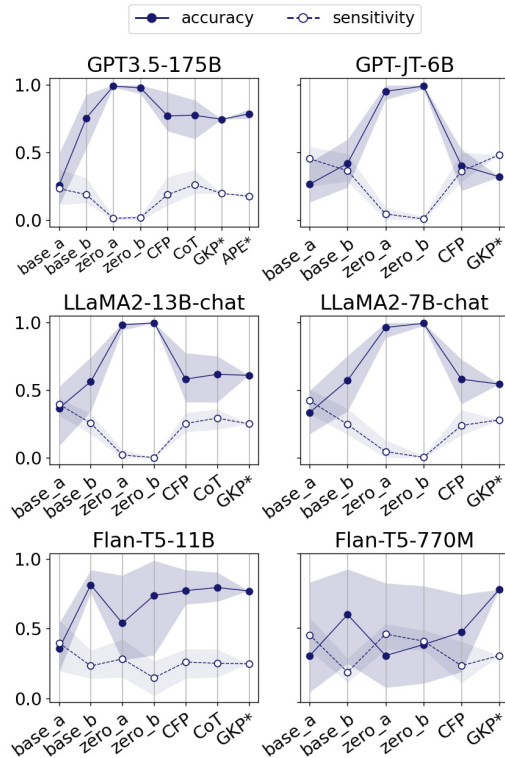 accuracy sensitivity
GPT3.5-175B GPT-JT-6B
1.0
0.5
0.0
base_a base_b zero_a zero_b CFP CoT GKP* APE*
base_a base_b zero_a zero_b CFP GKP*
LLaMA2-13B-chat LLaMA2-7B-chat
1.0
0.5
0.0
base_a base_b zero_a zero_b CFP CoT GKP*
base_a base_b zero_a zero_b CFP GKP*
Flan-T5-11B Flan-T5-770M
1.0
0.5
0.0
base_a base_b zero_a zero_b CFP CoT GKP*
base_a base_b zero_a zero_b CFP GKP*